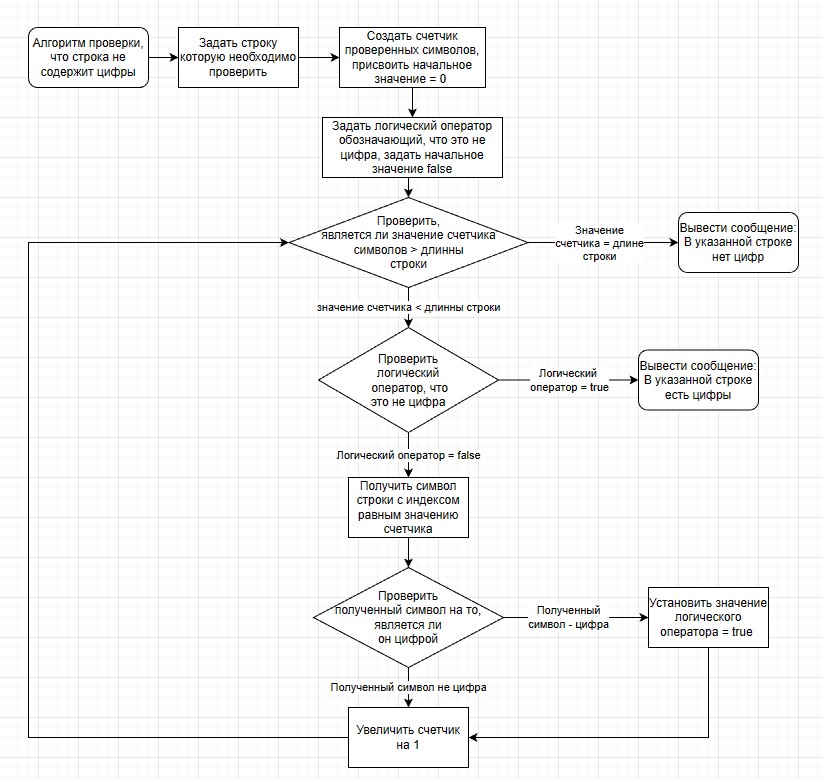 Алгоритм проверки,
что строка не
содержит цифры
Задать строку
которую необходимо
проверить
Создать счетчик
проверенных символов,
присвоить начальное
значение = 0
Задать логический оператор
обозначающий, что это не
цифра, задать начальное
значение false
Проверить,
является ли значение счетчика
символов > длинны
строки
Значение
счетчика = длине
строки
Вывести сообщение:
В указанной строке
нет цифр
значение счетчика < длинны строки
Проверить
логический
оператор, что
это не цифра
Логический
оператор = true
Вывести сообщение:
В указанной строке
есть цифры
Логический оператор = false
Получить символ
строки с индексом
равным значению
счетчика
Проверить
полученный символ на то,
является ли
он цифрой
Полученный
символ - цифра
Установить значение
логического
оператора = true
Полученный символ не цифра
Увеличить счетчик
на 1